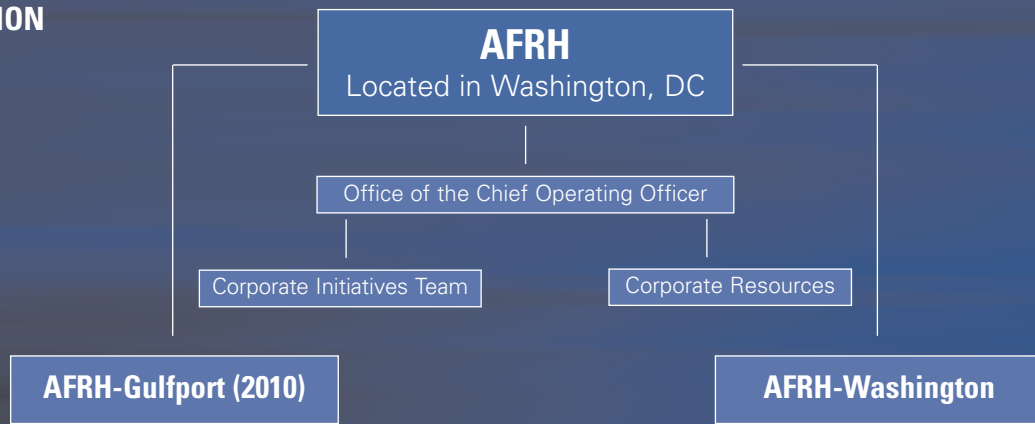 AFRH
Located in Washington, DC
Office of the Chief Operating Officer
Corporate Initiatives Team
Corporate Resources
AFRH-Gulfport (2010)
AFRH-Washington